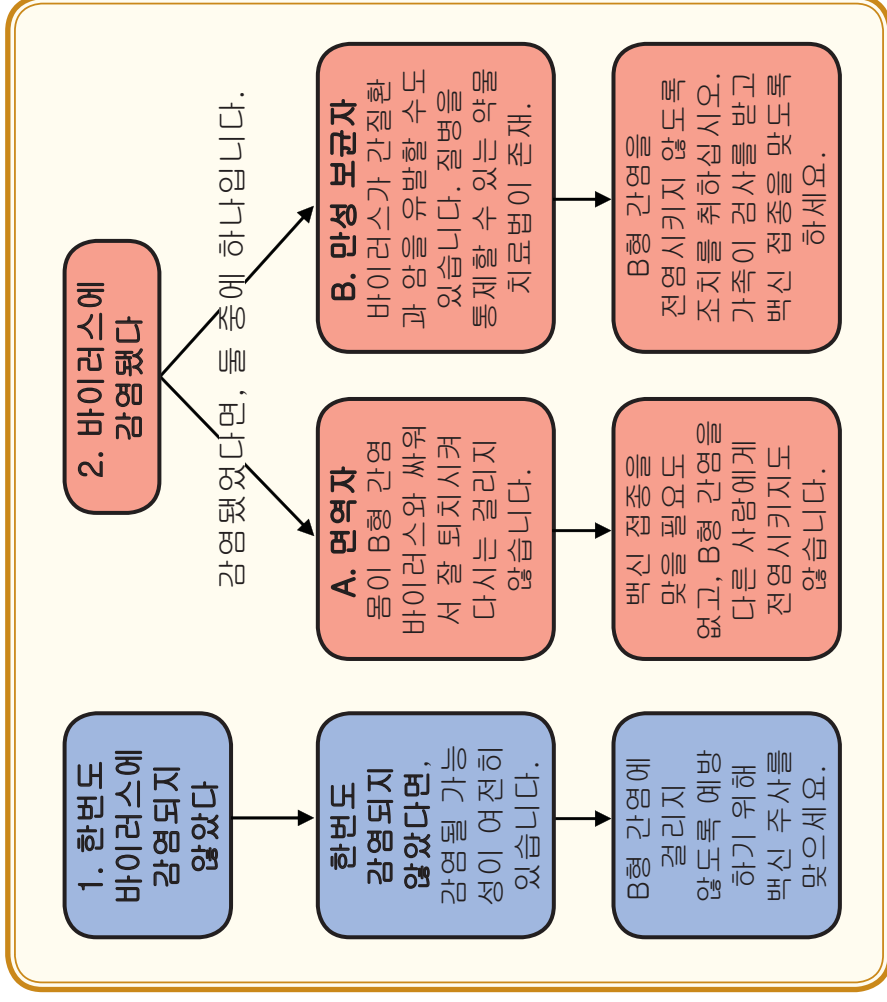 1. 한번도
바이러스에
감염되지
않았다
한번도
감염되지
않았다면,
감염될 가능
성이 여전히
있습니다.
B형 간염에
걸리지
않도록 예방
하기 위해
백신 주사를
맞으세요.
2. 바이러스에
감염됐다
감염됐었다면, 둘 중에 하나입니다.
A. 면역자
몸이 B형 간염
바이러스와 싸워
서 잘 퇴치시켜
다시는 걸리지
않습니다.
백신 접종을
맞을 필요도
없고, B형 간염을
다른 사람에게
전염시키지도
않습니다.
B. 만성 보균자
바이러스가 간질환
과 암을 유발할 수도
있습니다. 질병을
통제할 수 있는 약물
치료법이 존재.
B형 간염을
전염시키지 않도록
조치를 취하십시오.
가족이 검사를 받고
백신 접종을 맞도록
하세요.